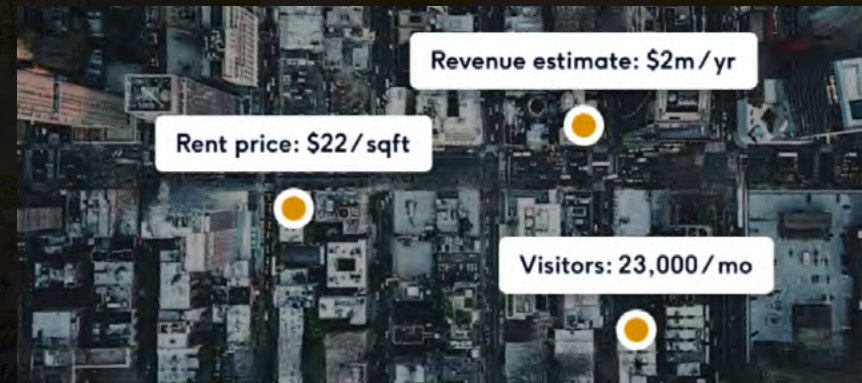 Revenue estimate: $2m/yr
Rent price: $22/sqft
Visitors: 23,000/mo